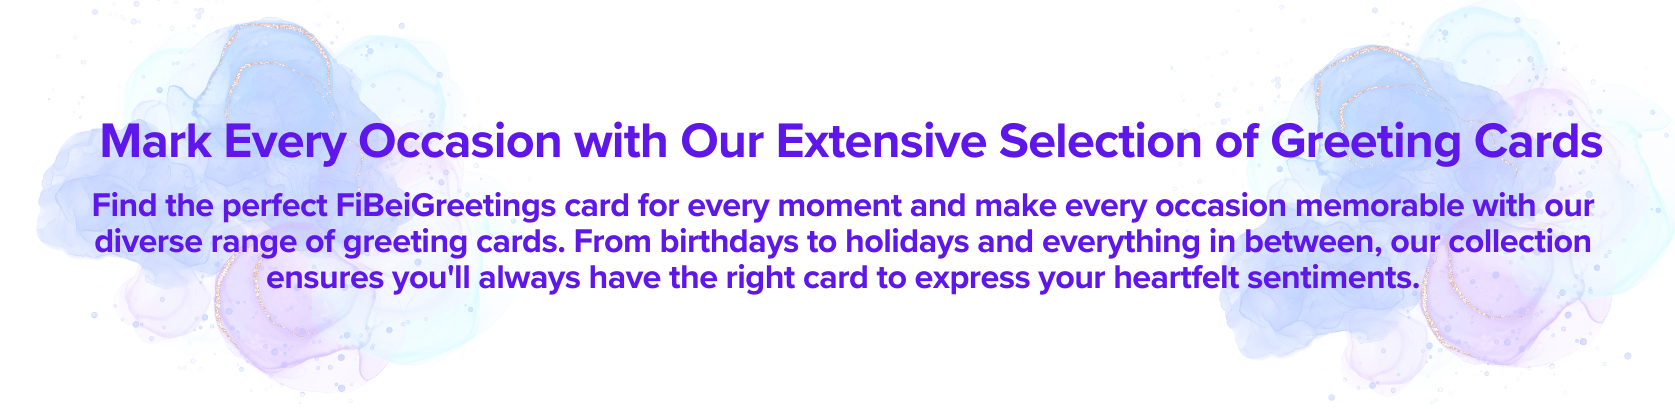 Mark Every Occasion with Our Extensive Selection of Greeting Cards
Find the perfect FiBeiGreetings card for every moment and make every occasion memorable with our
diverse range of greeting cards. From birthdays to holidays and everything in between, our collection
ensures you'll always have the right card to express your heartfelt sentiments.